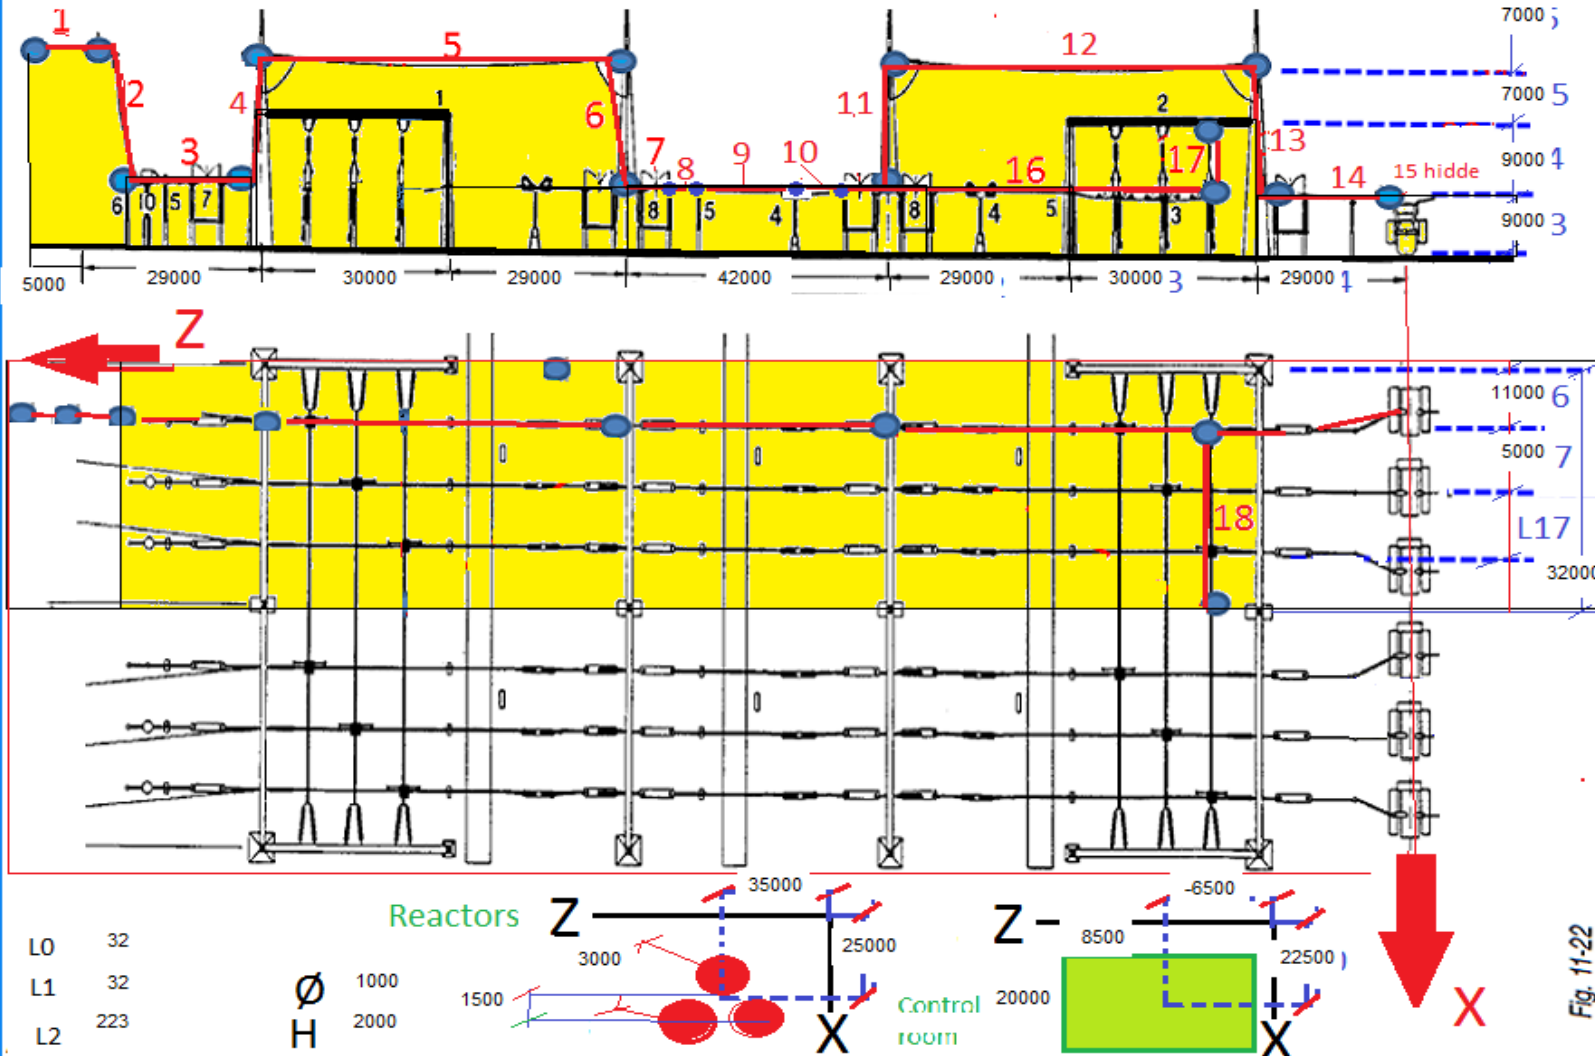 7000 5
1 5 12
7000 5
2 4 1 6 11 2 13
9000 4
3 7 8 9 10 16 17 14 15 hidde
6 10 5 7 8 5 4 8 4 5 3
9000 3
5000 29000 30000 29000 42000 29000 30000 3 29000
Z
11000 6
5000 7
18 L17
32000
35000 -6500
Reactors Z Z
8500
25000 22500
L0 32
3000
L1 32
Ø 1000
1500
Control
room
20000
L2 223
H 2000
X X X
Fig. 11-22